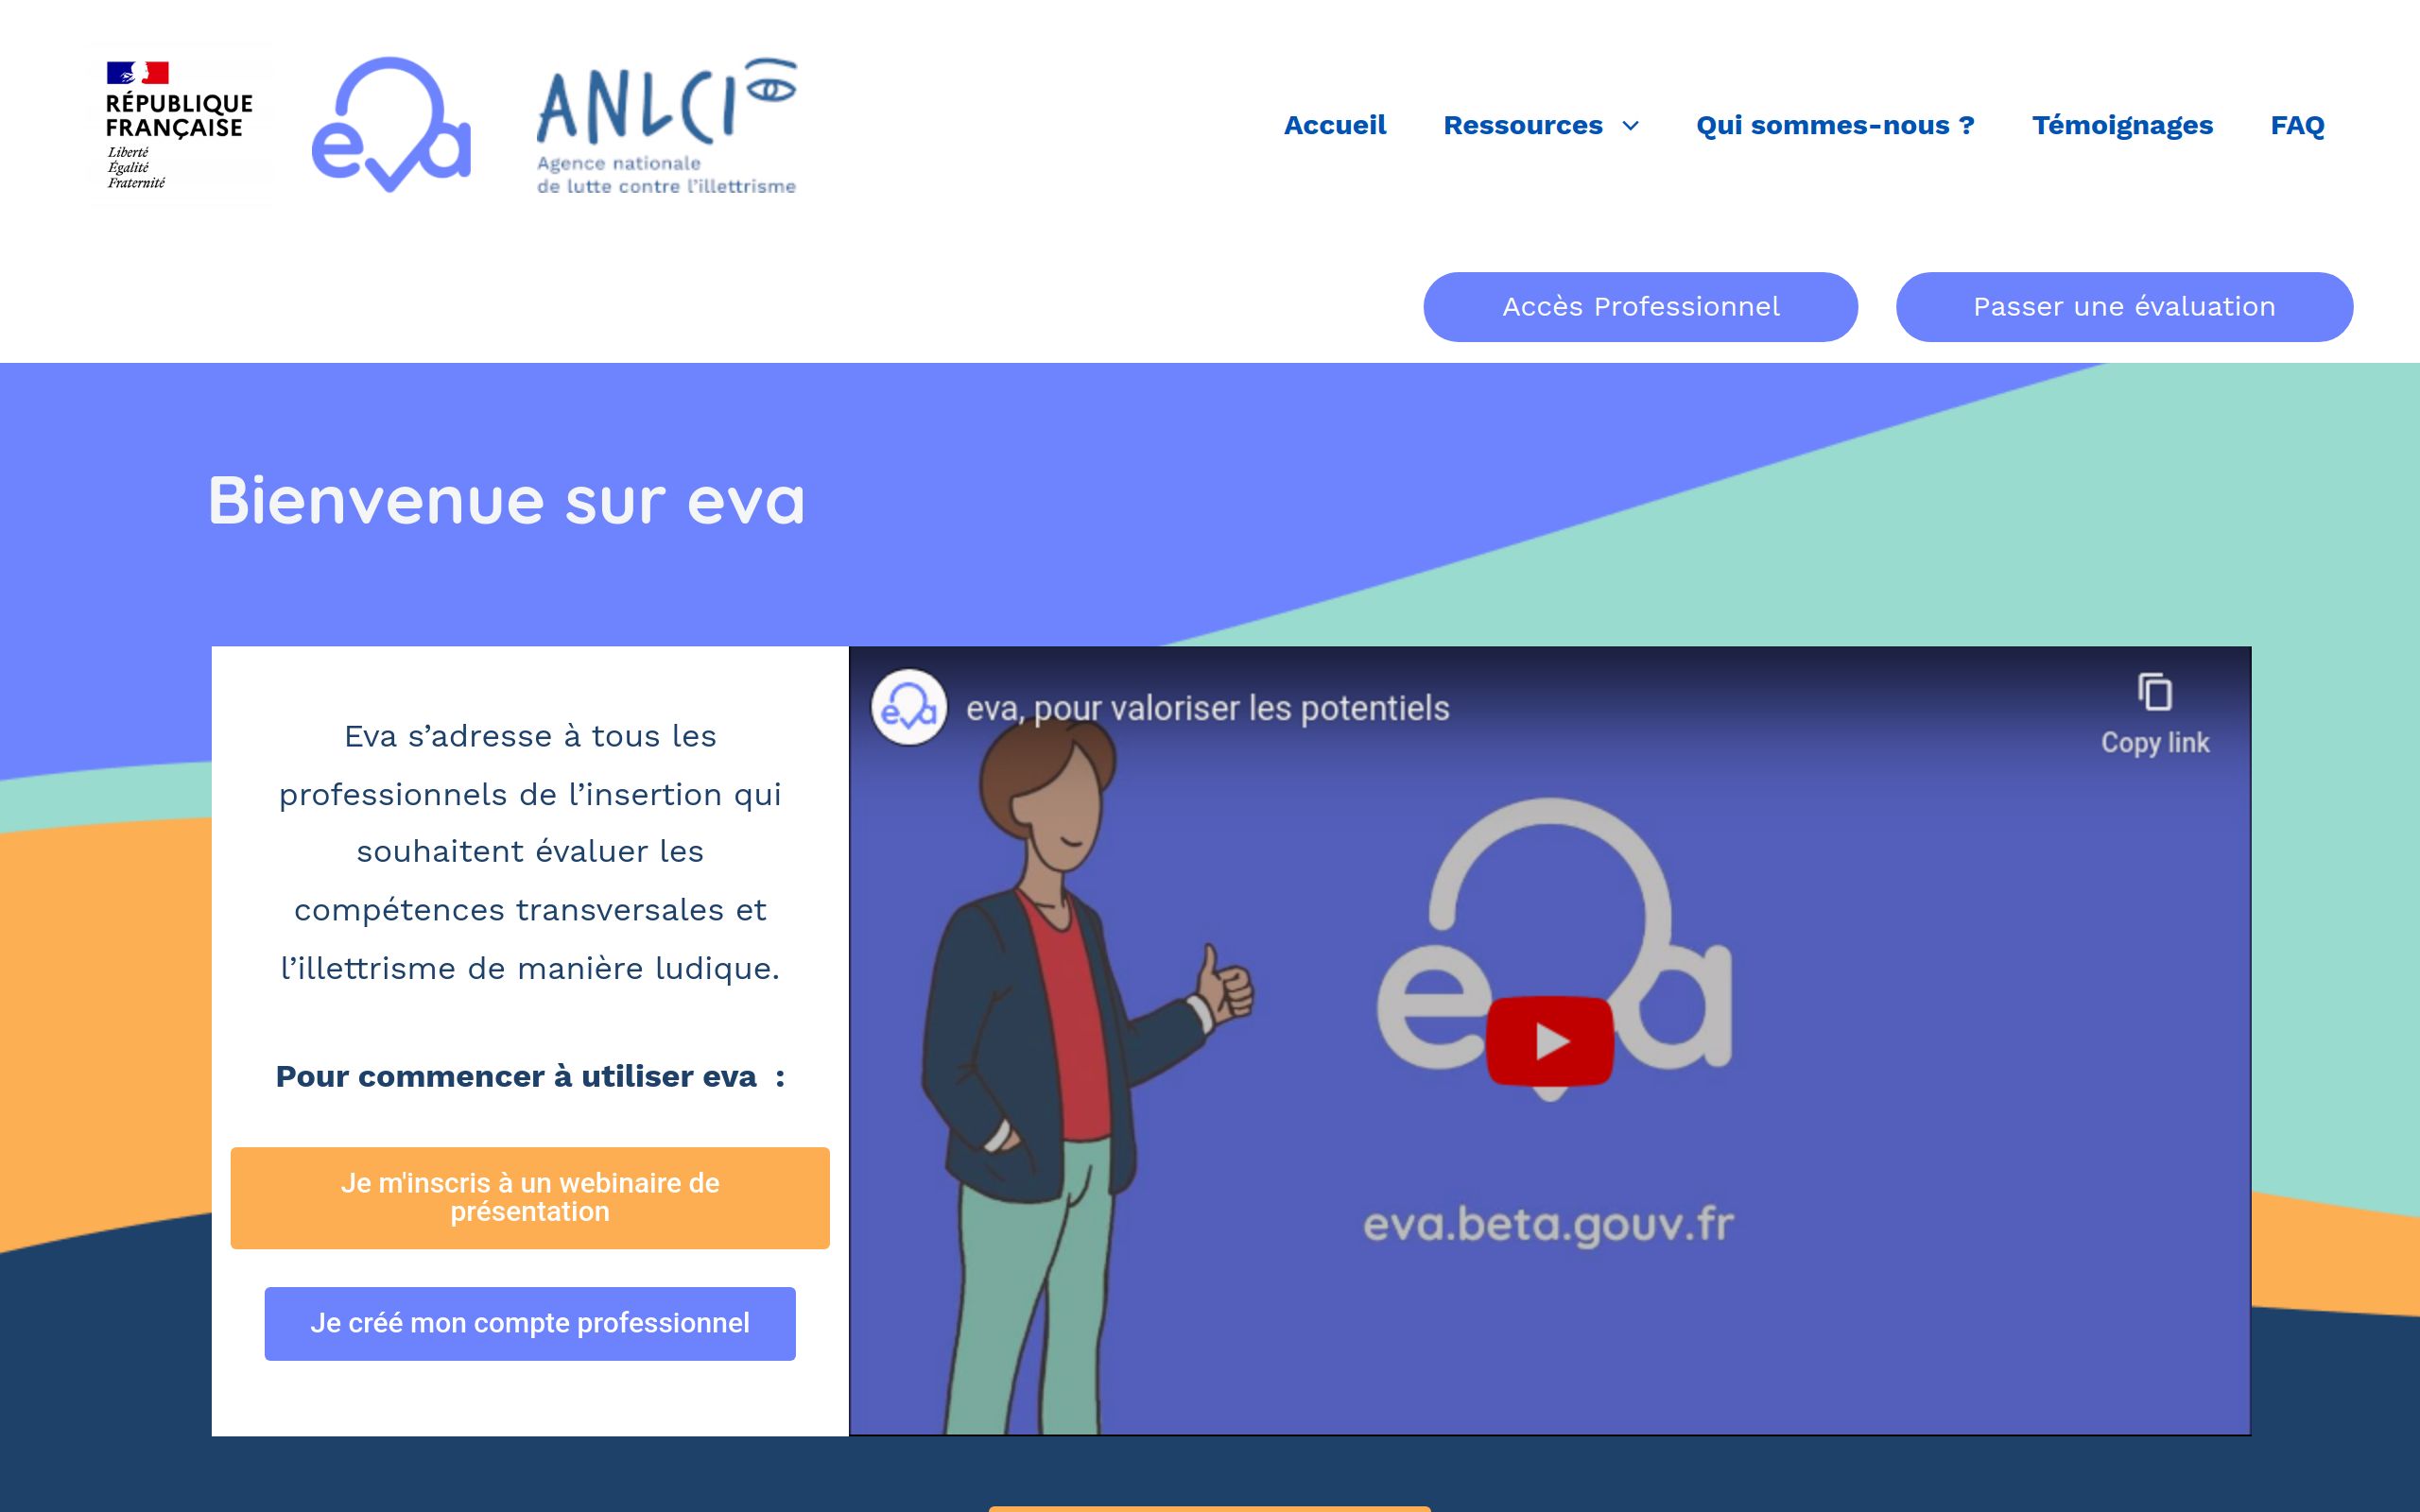 RÉPUBLIQUE
FRANÇAISE
Liberté
Égalité
Fraternité
eva
ANLCI
Agence nationale
de lutte contre l'illettrisme
Accueil
Ressources
Qui sommes-nous ?
Témoignages
FAQ
Accès Professionnel
Passer une évaluation
Bienvenue sur eva
Eva s’adresse à tous les
professionnels de l’insertion qui
souhaitent évaluer les
compétences transversales et
l’illettrisme de manière ludique.
Pour commencer à utiliser eva :
Je m'inscris à un webinaire de
présentation
Je créé mon compte professionnel
eva
eva, pour valoriser les potentiels
Copy link
eva
eva.beta.gouv.fr